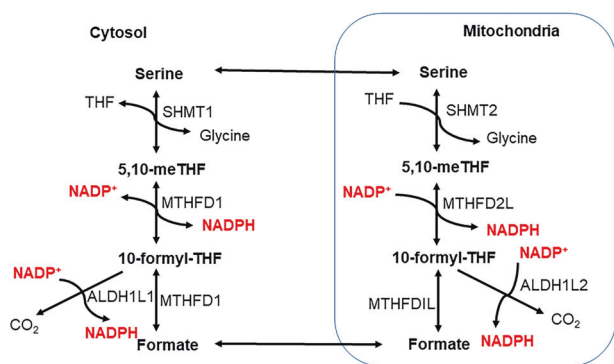 Cytosol
Mitochondria
Serine
Serine
THF
SHMT1
Glycine
THF
SHMT2
Glycine
5,10-meTHF
5,10-meTHF
NADP+
MTHFD1
NADPH
NADP+
MTHFD2L
NADPH
10-formyl-THF
10-formyl-THF
NADP+
ALDH1L1
MTHFD1
CO2
NADPH
Formate
NADP+
MTHFDIL
ALDH1L2
CO2
NADPH
Formate